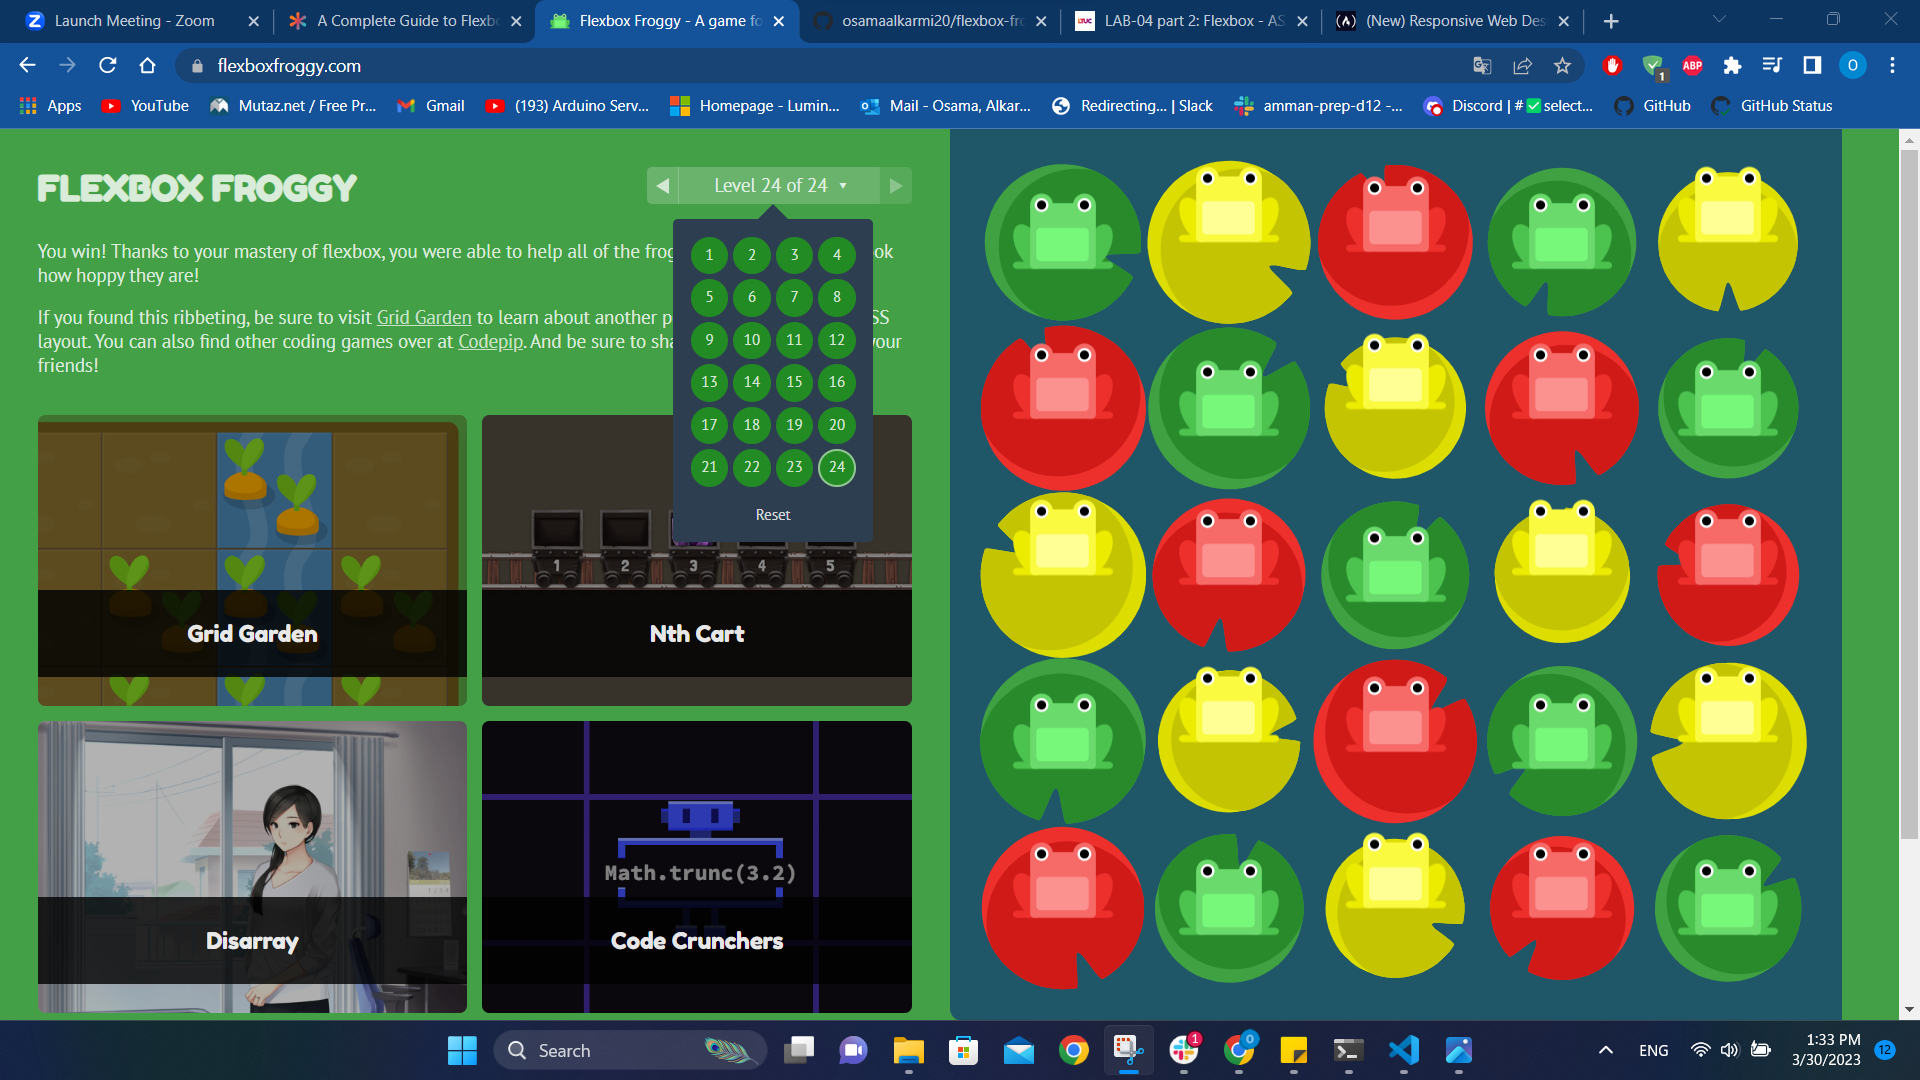 Launch Meeting - Zoom
A Complete Guide to Flexbo
Flexbox Froggy - A game fo
osamaalkarmi20/flexbox-fro
LTUC
LAB-04 part 2: Flexbox - AS
(New) Responsive Web Des
flexboxfroggy.com
1
ABP
O
Apps
YouTube
Mutaz.net / Free Pr...
Gmail
(193) Arduino Serv...
Homepage - Lumin...
Mail - Osama, Alkar...
Redirecting... | Slack
amman-prep-d12 -...
Discord | #✅select...
GitHub
GitHub Status
FLEXBOX FROGGY
Level 24 of 24 ▼
You win! Thanks to your mastery of flexbox, you were able to help all of the frog
ook
how hoppy they are!
If you found this ribbeting, be sure to visit Grid Garden to learn about another p
SS
layout. You can also find other coding games over at Codepip. And be sure to sha
your
friends!
1 2 3 4
5 6 7 8
9 10 11 12
13 14 15 16
17 18 19 20
21 22 23 24
Reset
1 2 3 4 5
Grid Garden
Nth Cart
Math.trunc(3.2)
Disarray
Code Crunchers
Search
1
O
ENG
1:33 PM
3/30/2023
12